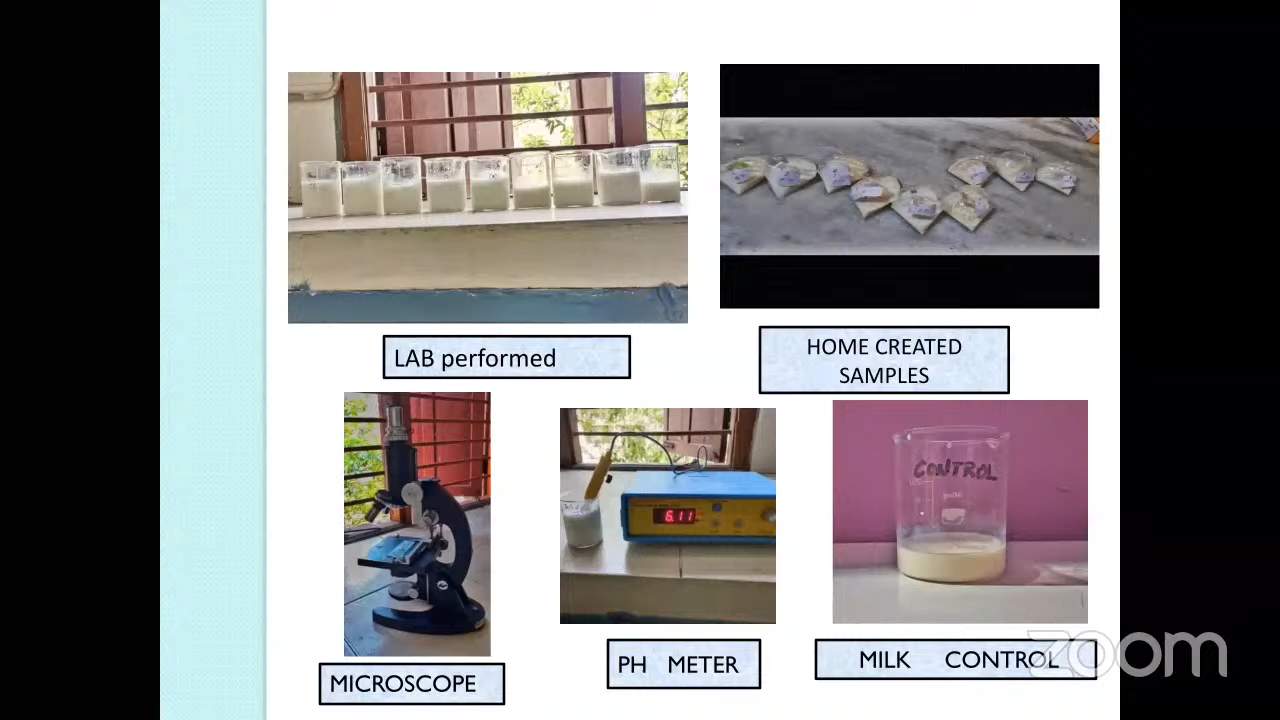 LAB performed
HOME CREATED
SAMPLES
6.11
CONTROL
MICROSCOPE
PH METER
MILK CONTROL
zoom